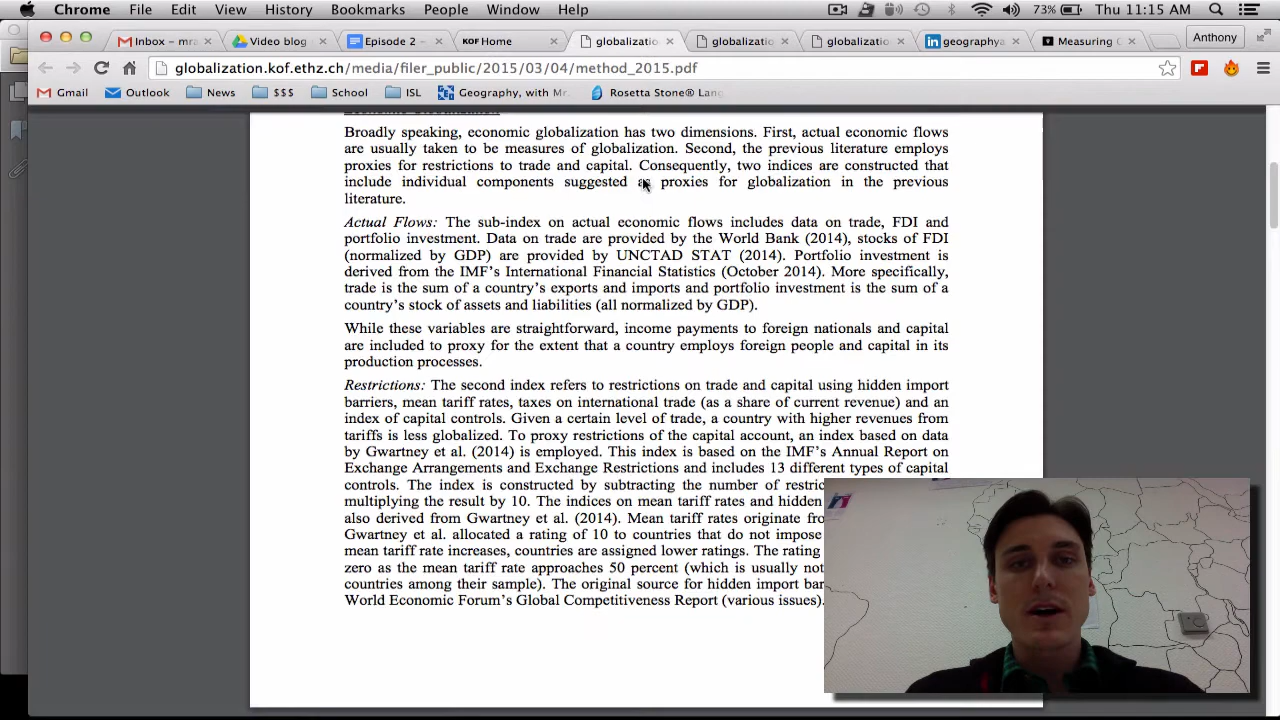 Chrome File Edit View History Bookmarks People Window Help 73% Thu 11:15 AM
Inbox – mra Video blog Episode 2 – KOF Home globalizatio globalizatio globalizatio geographya Measuring Anthony
globalization.kof.ethz.ch/media/filer_public/2015/03/04/method_2015.pdf
Gmail Outlook News $$$ School ISL Geography, with Mr. Rosetta Stone® Lang
Economic Globalization
Broadly speaking, economic globalization has two dimensions. First, actual economic flows
are usually taken to be measures of globalization. Second, the previous literature employs
proxies for restrictions to trade and capital. Consequently, two indices are constructed that
include individual components suggested as proxies for globalization in the previous
literature.
Actual Flows: The sub-index on actual economic flows includes data on trade, FDI and
portfolio investment. Data on trade are provided by the World Bank (2014), stocks of FDI
(normalized by GDP) are provided by UNCTAD STAT (2014). Portfolio investment is
derived from the IMF's International Financial Statistics (October 2014). More specifically,
trade is the sum of a country's exports and imports and portfolio investment is the sum of a
country's stock of assets and liabilities (all normalized by GDP).
While these variables are straightforward, income payments to foreign nationals and capital
are included to proxy for the extent that a country employs foreign people and capital in its
production processes.
Restrictions: The second index refers to restrictions on trade and capital using hidden import
barriers, mean tariff rates, taxes on international trade (as a share of current revenue) and an
index of capital controls. Given a certain level of trade, a country with higher revenues from
tariffs is less globalized. To proxy restrictions of the capital account, an index based on data
by Gwartney et al. (2014) is employed. This index is based on the IMF's Annual Report on
Exchange Arrangements and Exchange Restrictions and includes 13 different types of capital
controls. The index is constructed by subtracting the number of restric
multiplying the result by 10. The indices on mean tariff rates and hidden
also derived from Gwartney et al. (2014). Mean tariff rates originate fro
Gwartney et al. allocated a rating of 10 to countries that do not impose
mean tariff rate increases, countries are assigned lower ratings. The rating
zero as the mean tariff rate approaches 50 percent (which is usually not
countries among their sample). The original source for hidden import bar
World Economic Forum's Global Competitiveness Report (various issues).